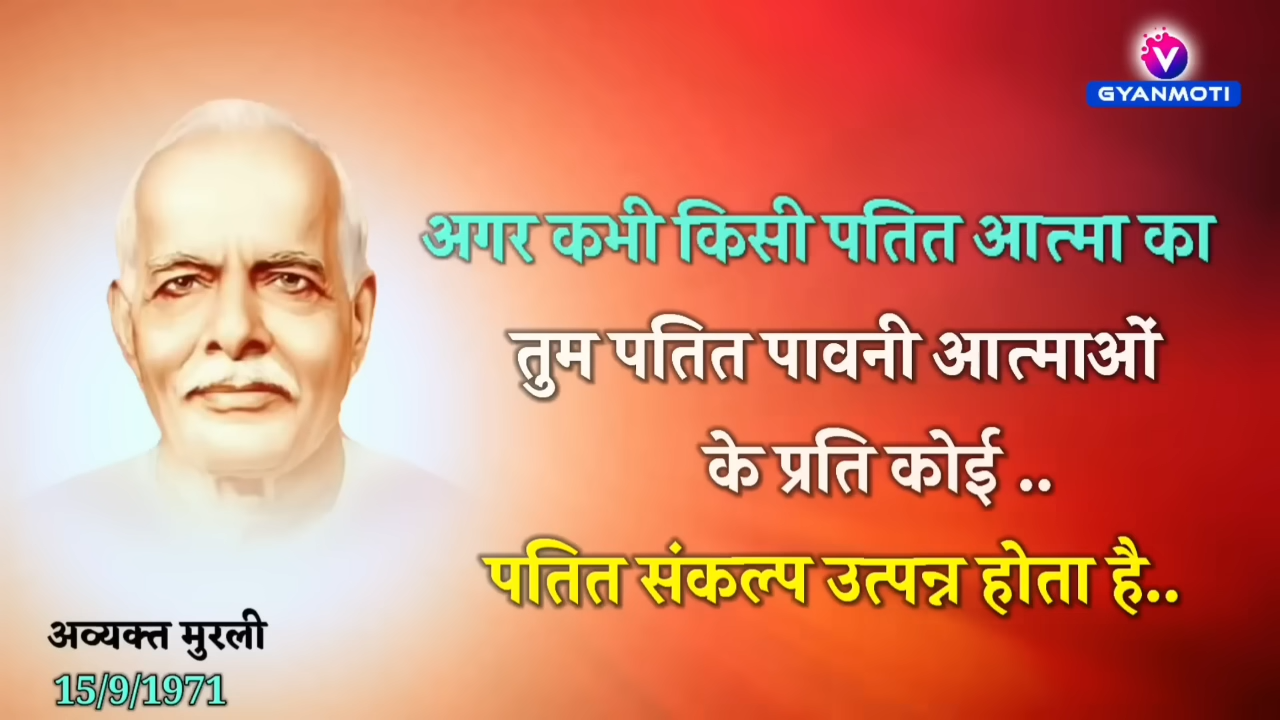 V
GYANMOTI
अगर कभी किसी पतित आत्मा का
तुम पतित पावनी आत्माओं
के प्रति कोई ..
पतित संकल्प उत्पन्न होता है..
अव्यक्त मुरली
15/9/1971